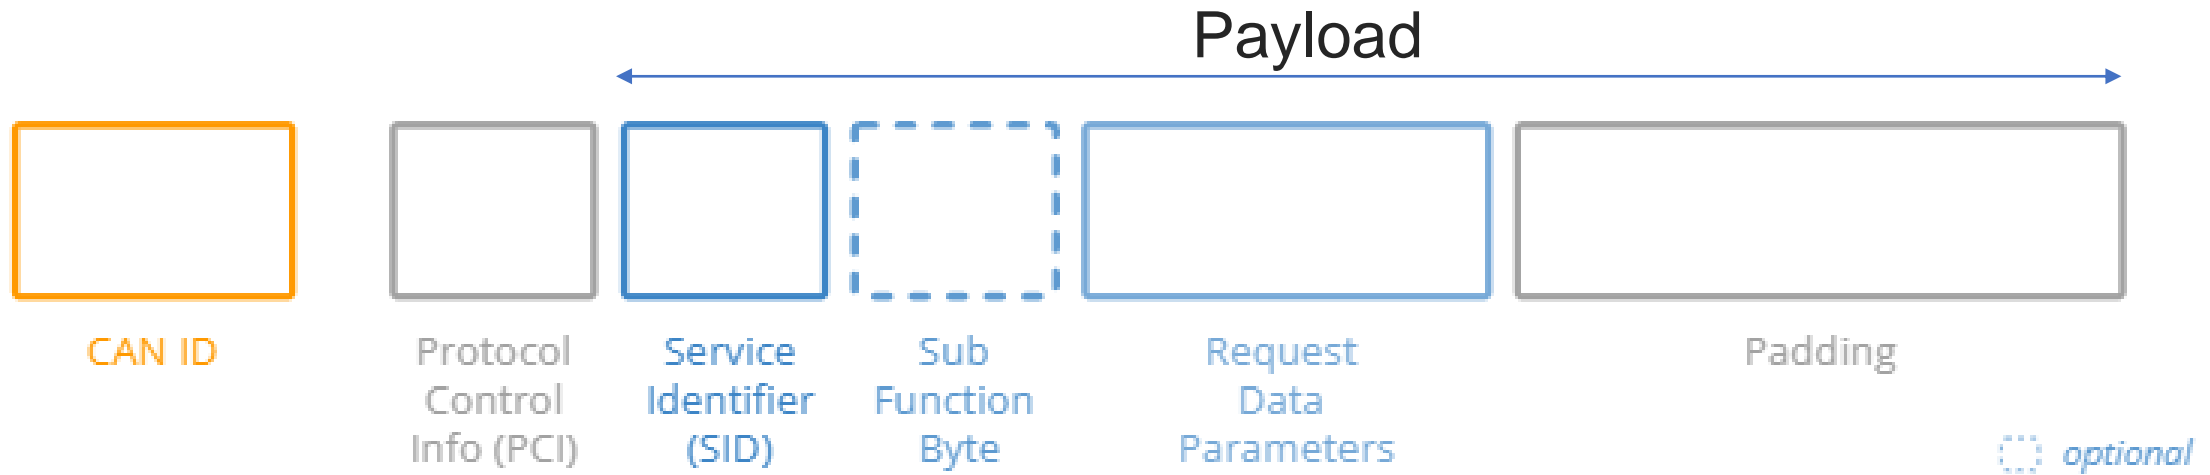 Payload
CAN ID
Protocol
Control
Info (PCI)
Service
Identifier
(SID)
Sub
Function
Byte
Request
Data
Parameters
Padding
optional